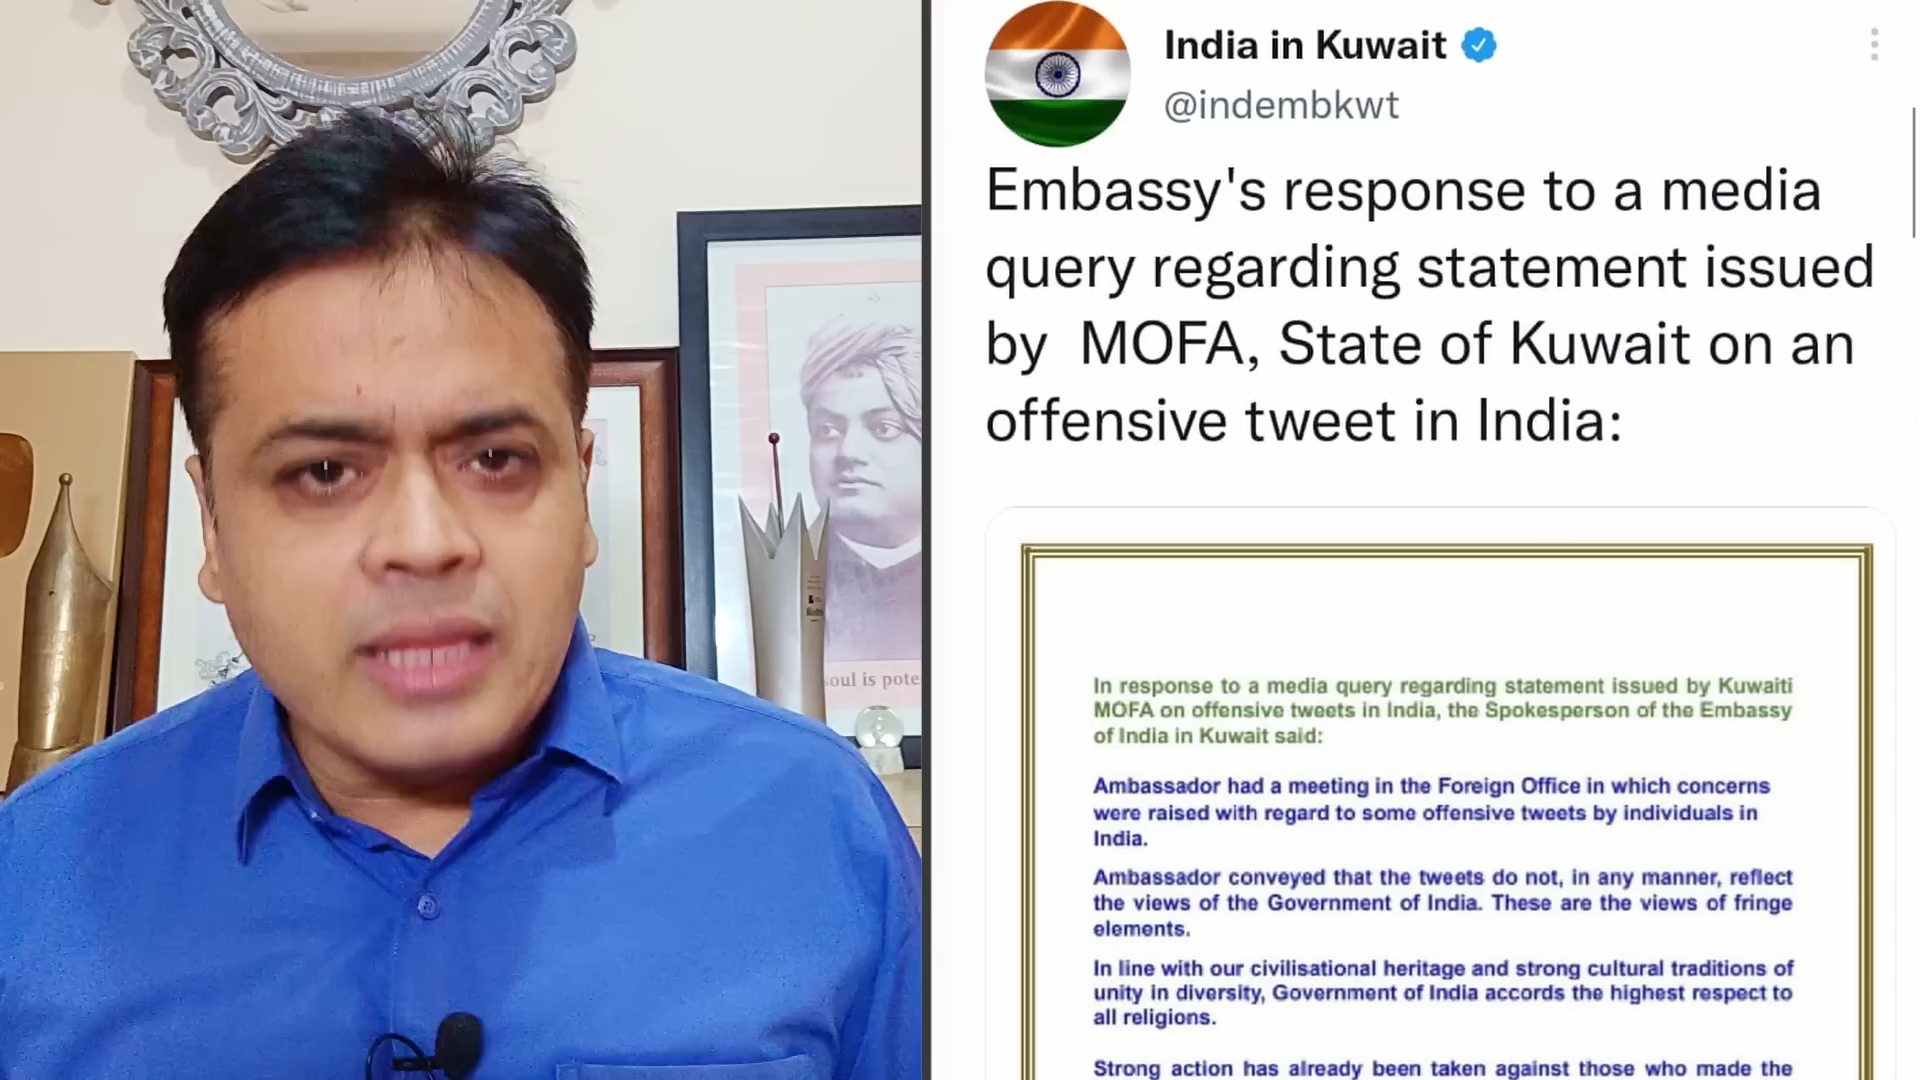 India in Kuwait
@indembkwt
Embassy's response to a media
query regarding statement issued
by MOFA, State of Kuwait on an
offensive tweet in India:
In response to a media query regarding statement issued by Kuwaiti
MOFA on offensive tweets in India, the Spokesperson of the Embassy
of India in Kuwait said:
Ambassador had a meeting in the Foreign Office in which concerns
were raised with regard to some offensive tweets by individuals in
India.
Ambassador conveyed that the tweets do not, in any manner, reflect
the views of the Government of India. These are the views of fringe
elements.
In line with our civilisational heritage and strong cultural traditions of
unity in diversity, Government of India accords the highest respect to
all religions.
Strong action has already been taken against those who made the
soul is pote